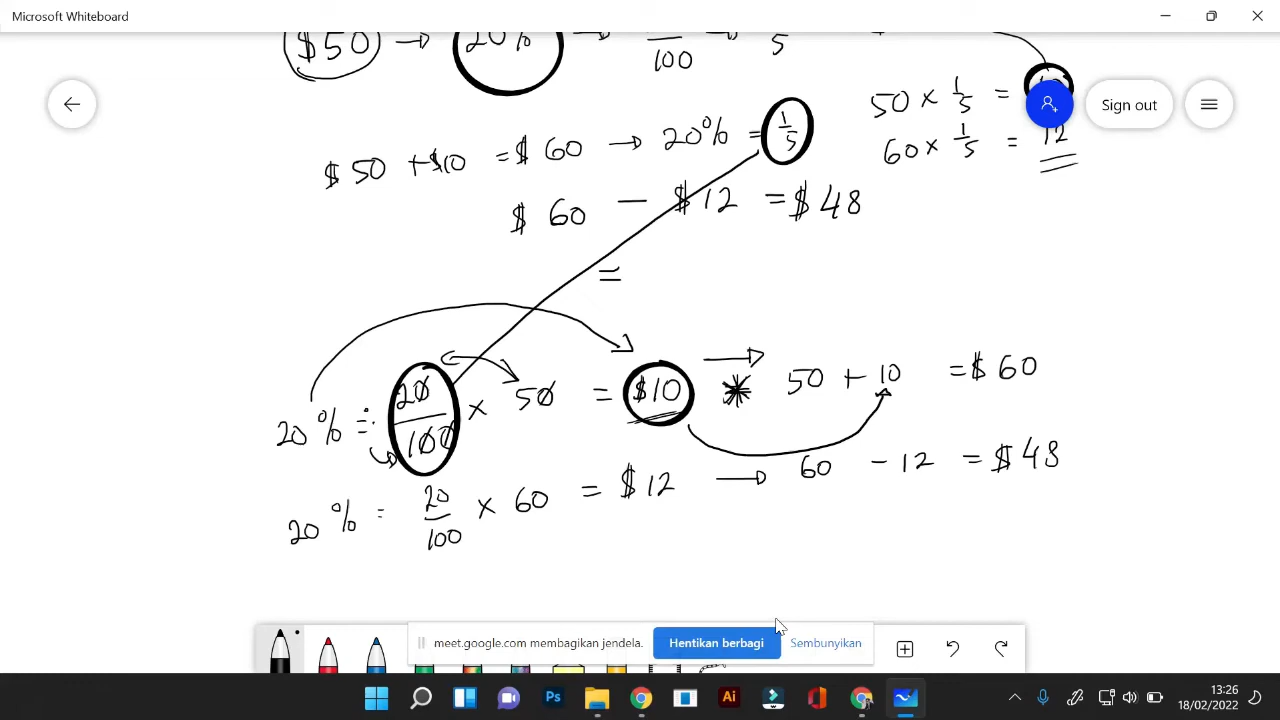 Microsoft Whiteboard
$50 → 20% → → 5
100
50 × 1/5 =
Sign out
$50 + $10 = $60 → 20% = 1/5
60 × 1/5 = 12
$60 - $12 = $48
=
20% = 20/100 × 50 = $10 * 50 + 10 = $60
20% = 20/100 × 60 = $12 → 60 - 12 = $48
meet.google.com membagikan jendela.
Hentikan berbagi
Sembunyikan
Ps
Ai
13:26
18/02/2022